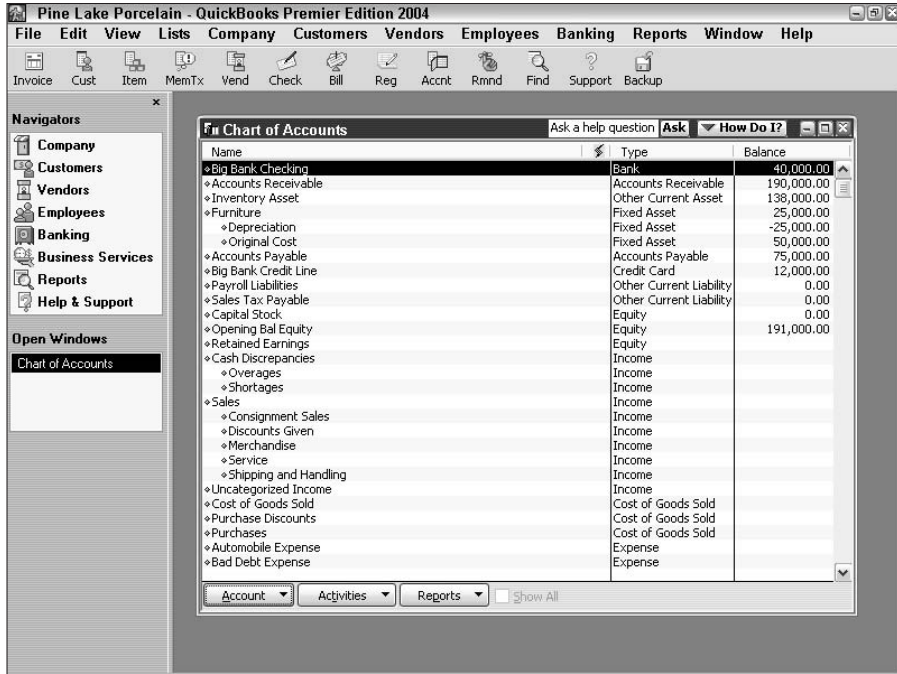 Pine Lake Porcelain - QuickBooks Premier Edition 2004
File Edit View Lists Company Customers Vendors Employees Banking Reports Window Help
Invoice Cust Item MemTx Vend Check Bill Reg Accnt Rmnd Find Support Backup
Navigators
Company
Customers
Vendors
Employees
Banking
Business Services
Reports
Help & Support
Open Windows
Chart of Accounts
Chart of Accounts Ask a help question Ask How Do I?
Name Type Balance
Big Bank Checking Bank 40,000.00
Accounts Receivable Accounts Receivable 190,000.00
Inventory Asset Other Current Asset 138,000.00
Furniture Fixed Asset 25,000.00
Depreciation Fixed Asset -25,000.00
Original Cost Fixed Asset 50,000.00
Accounts Payable Accounts Payable 75,000.00
Big Bank Credit Line Credit Card 12,000.00
Payroll Liabilities Other Current Liability 0.00
Sales Tax Payable Other Current Liability 0.00
Capital Stock Equity 0.00
Opening Bal Equity Equity 191,000.00
Retained Earnings Equity
Cash Discrepancies Income
Overages Income
Shortages Income
Sales Income
Consignment Sales Income
Discounts Given Income
Merchandise Income
Service Income
Shipping and Handling Income
Uncategorized Income Income
Cost of Goods Sold Cost of Goods Sold
Purchase Discounts Cost of Goods Sold
Purchases Cost of Goods Sold
Automobile Expense Expense
Bad Debt Expense Expense
Account Activities Reports Show All